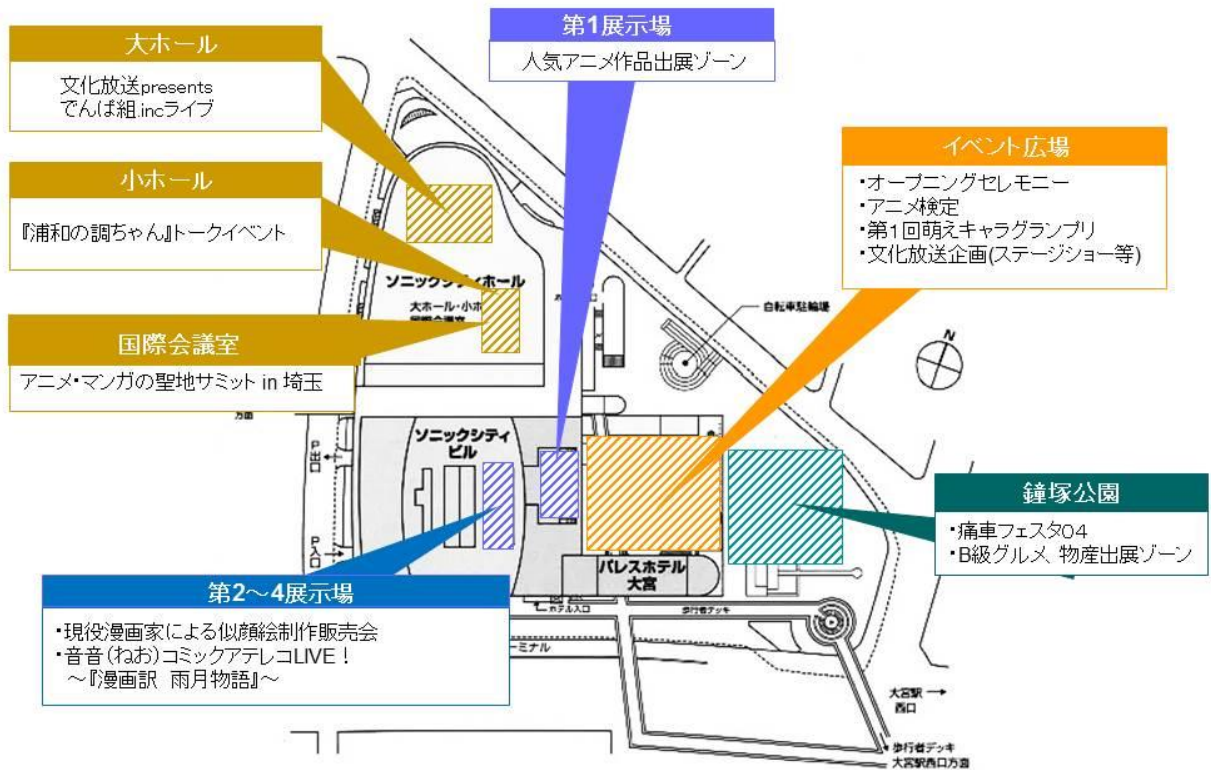 大ホール
文化放送presents
でんぱ組.incライブ
第1展示場
人気アニメ作品出展ゾーン
小ホール
『浦和の調ちゃん』トークイベント
イベント広場
・オープニングセレモニー
・アニメ検定
・第1回萌えキャラグランプリ
・文化放送企画(ステージショー等)
国際会議室
アニメ・マンガの聖地サミット in 埼玉
ソニックシティホール
大ホール・小ホ
国際会議室
自転車駐輪場
N
方面
P出口
P入口
ソニックシティ
ビル
パレスホテル
大宮
鐘塚公園
・痛車フェスタ04
・B級グルメ、物産出展ゾーン
第2～4展示場
・現役漫画家による似顔絵制作販売会
・音音(ねお)コミックアテレコLIVE！
～『漫画訳 雨月物語』～
ホテル入口
歩行者デッキ
ーミナル
大宮駅
西口
歩行者デッキ
大宮駅西口方面